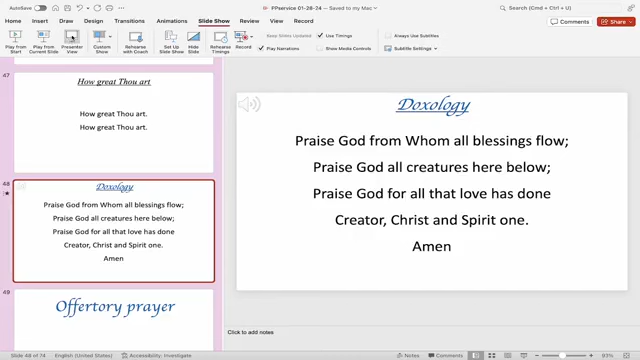 AutoSave
FPservice 01-28-24 — Saved to my Mac
Home Insert Draw Design Transitions Animations Slide Show Review View Record
Comments Share
Play from Start
Play from Current Slide
Presenter View
Custom Show
Rehearse with Coach
Set Up Slide Show
Hide Slide
Rehearse Timings
Record
Keep Slides Updated
Use Timings
Play Narrations
Show Media Controls
Always Use Subtitles
Subtitle Settings
47
How great Thou art
How great Thou art.
How great Thou art.
48
Doxology
Praise God from Whom all blessings flow;
Praise God all creatures here below;
Praise God for all that love has done
Creator, Christ and Spirit one.
Amen
49
Offertory prayer
Doxology
Praise God from Whom all blessings flow;
Praise God all creatures here below;
Praise God for all that love has done
Creator, Christ and Spirit one.
Amen
Click to add notes
Slide 48 of 74 English (United States) Accessibility: Investigate Notes Comments 93%